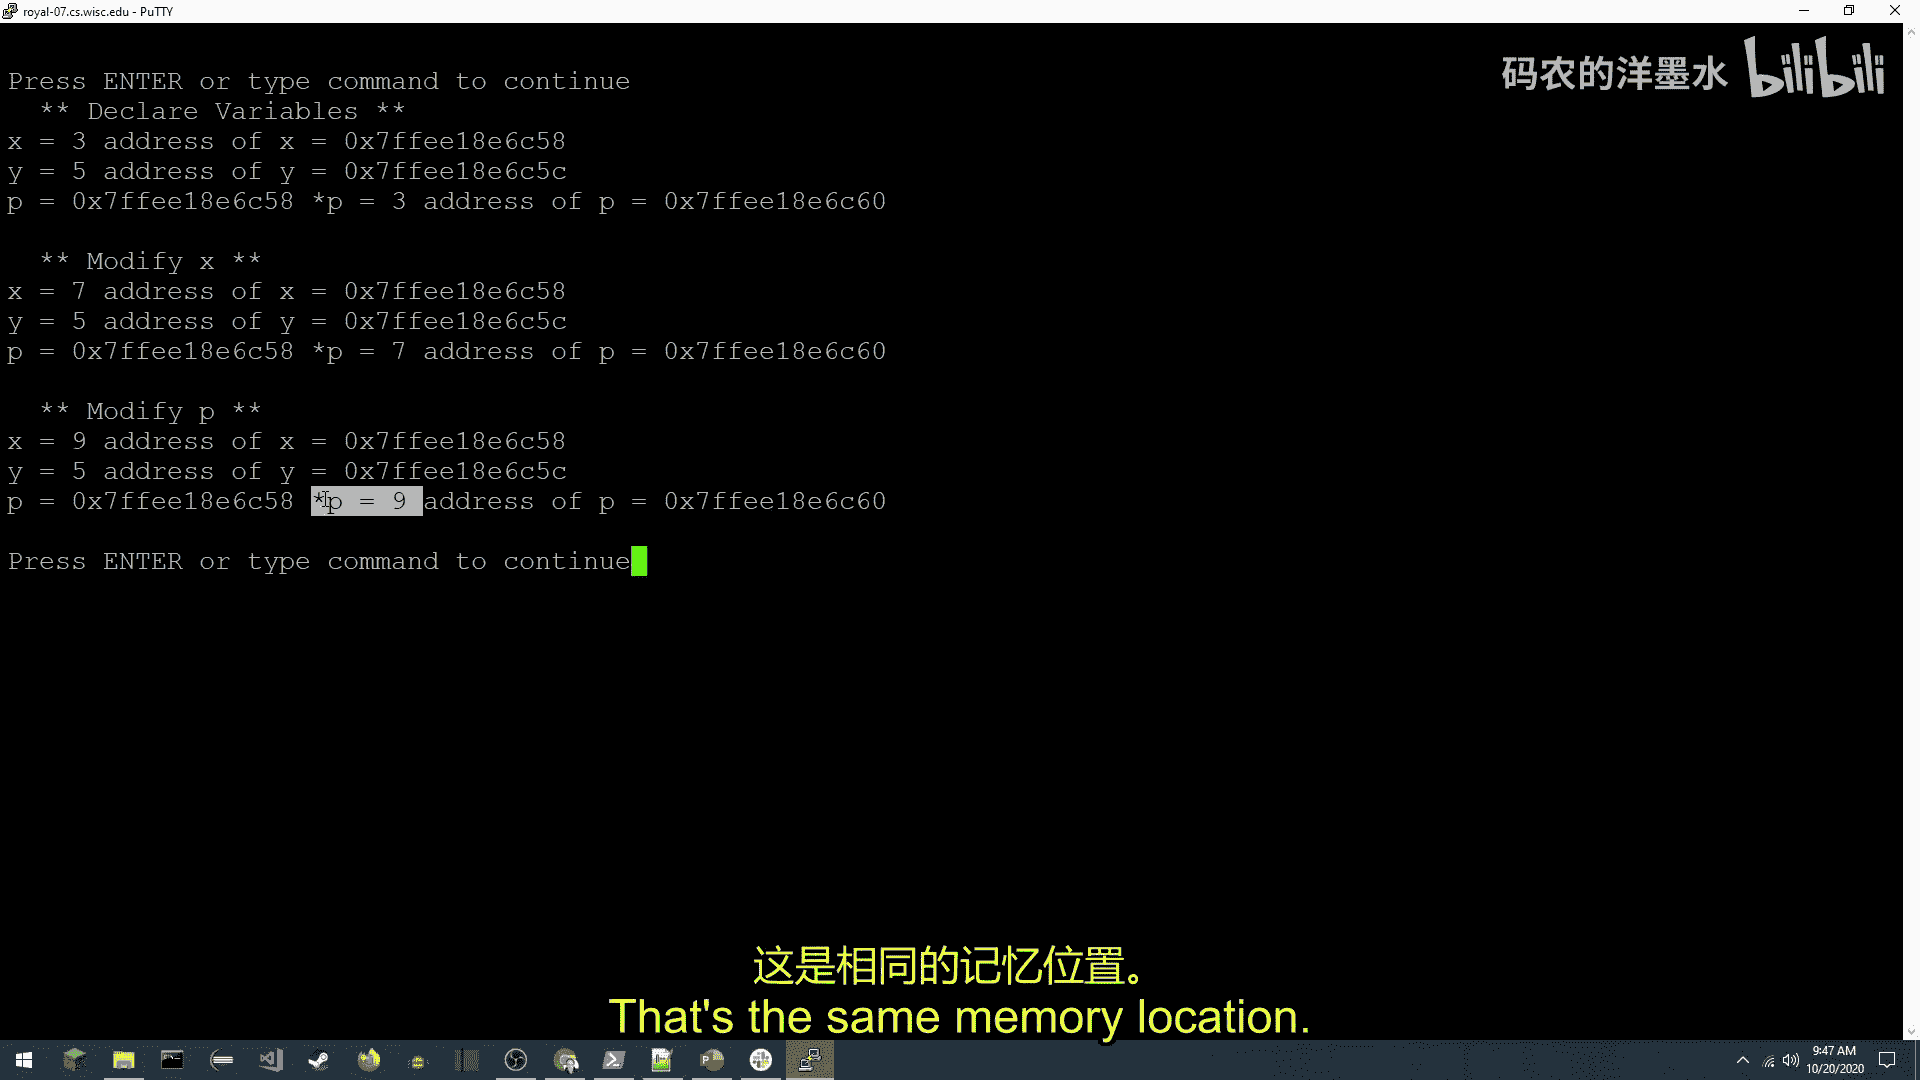 royal-07.cs.wisc.edu - PuTTY
码农的洋墨水 bilibili
Press ENTER or type command to continue
** Declare Variables **
x = 3 address of x = 0x7ffee18e6c58
y = 5 address of y = 0x7ffee18e6c5c
p = 0x7ffee18e6c58 *p = 3 address of p = 0x7ffee18e6c60
** Modify x **
x = 7 address of x = 0x7ffee18e6c58
y = 5 address of y = 0x7ffee18e6c5c
p = 0x7ffee18e6c58 *p = 7 address of p = 0x7ffee18e6c60
** Modify p **
x = 9 address of x = 0x7ffee18e6c58
y = 5 address of y = 0x7ffee18e6c5c
p = 0x7ffee18e6c58 *p = 9 address of p = 0x7ffee18e6c60
Press ENTER or type command to continue
这是相同的记忆位置。
That's the same memory location.
9:47 AM
10/20/2020